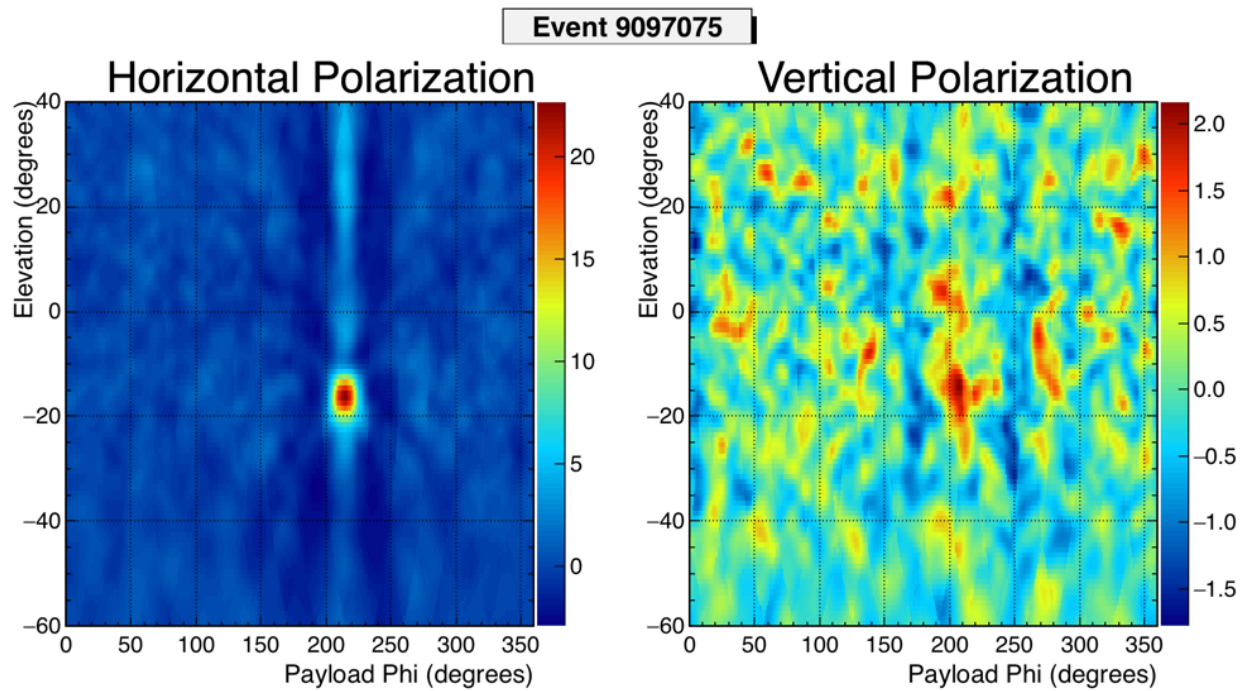 Event 9097075
Horizontal Polarization
Elevation (degrees)
40
20
0
−20
−40
−60
0 50 100 150 200 250 300 350
Payload Phi (degrees)
20
15
10
5
0
Vertical Polarization
Elevation (degrees)
40
20
0
−20
−40
−60
0 50 100 150 200 250 300 350
Payload Phi (degrees)
2.0
1.5
1.0
0.5
0.0
−0.5
−1.0
−1.5